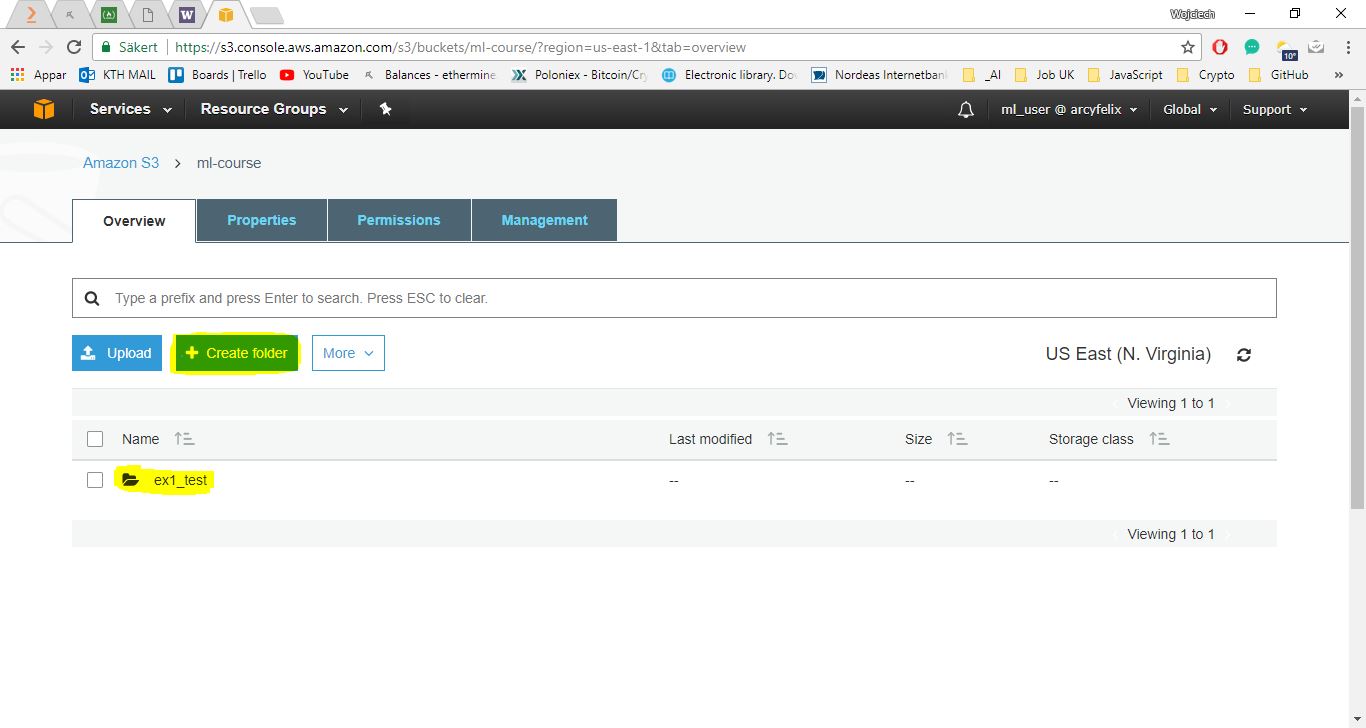 Wojciech
Säkert https://s3.console.aws.amazon.com/s3/buckets/ml-course/?region=us-east-1&tab=overview
10°
Appar KTH MAIL Boards | Trello YouTube Balances - ethermine Poloniex - Bitcoin/Cry Electronic library. Do Nordeas Internetbank _AI Job UK JavaScript Crypto GitHub »
Services Resource Groups ml_user @ arcyfelix Global Support
Amazon S3 > ml-course
Overview Properties Permissions Management
Type a prefix and press Enter to search. Press ESC to clear.
Upload + Create folder More US East (N. Virginia)
Viewing 1 to 1
Name Last modified Size Storage class
ex1_test -- -- --
Viewing 1 to 1